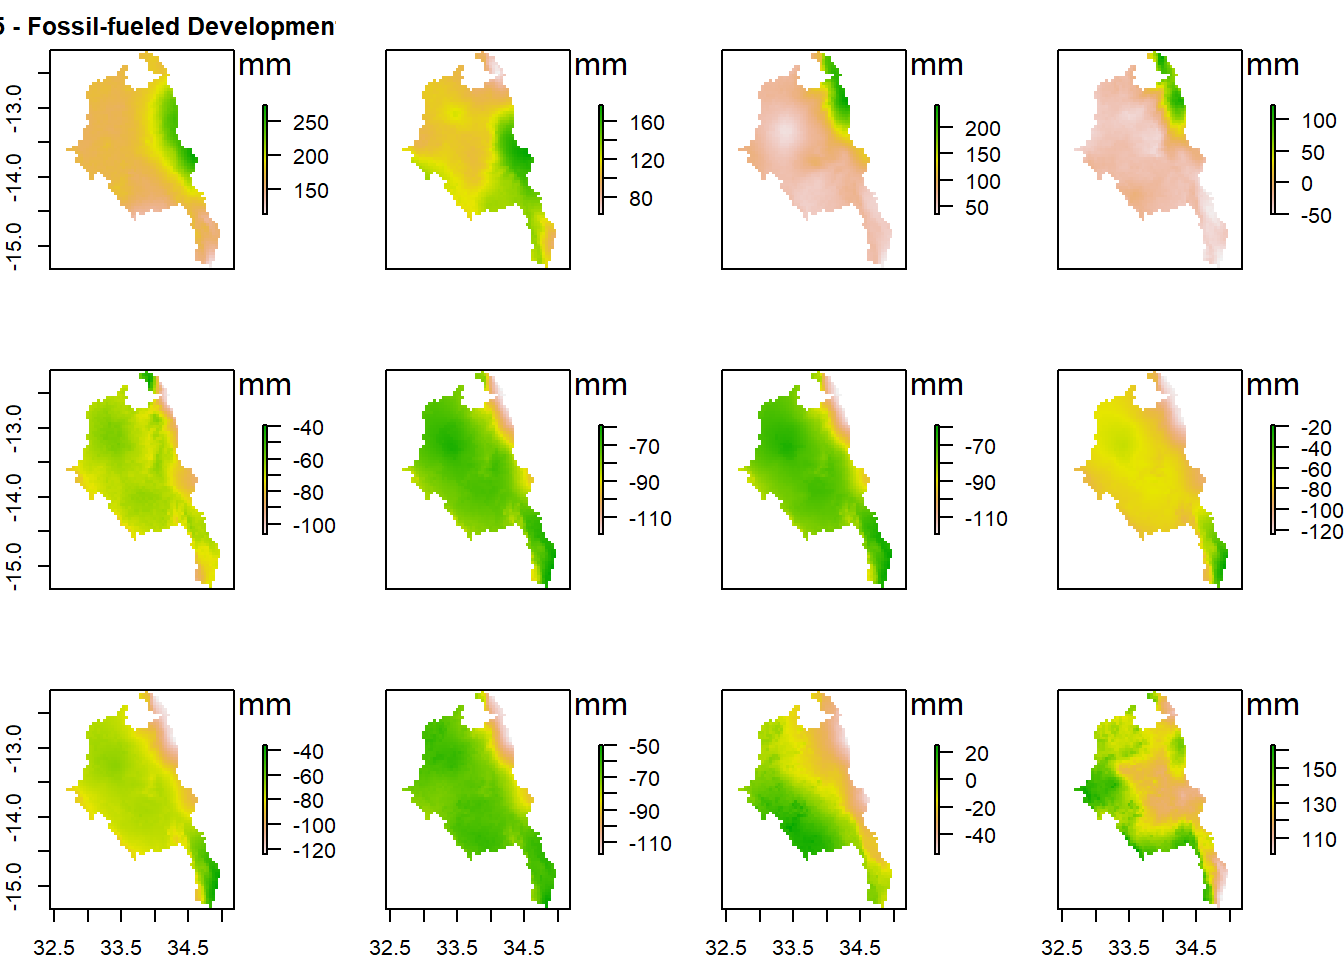 5 - Fossil-fueled Developmen
mm mm mm mm
-13.0 -14.0 -15.0
250 200 150
160 120 80
200 150 100 50
100 50 0 -50
mm mm mm mm
-13.0 -14.0 -15.0
-40 -60 -80 -100
-70 -90 -110
-70 -90 -110
-20 -40 -60 -80 -100 -120
mm mm mm mm
-13.0 -14.0 -15.0
-40 -60 -80 -100 -120
-50 -70 -90 -110
20 0 -20 -40
150 130 110
32.5 33.5 34.5 32.5 33.5 34.5 32.5 33.5 34.5 32.5 33.5 34.5